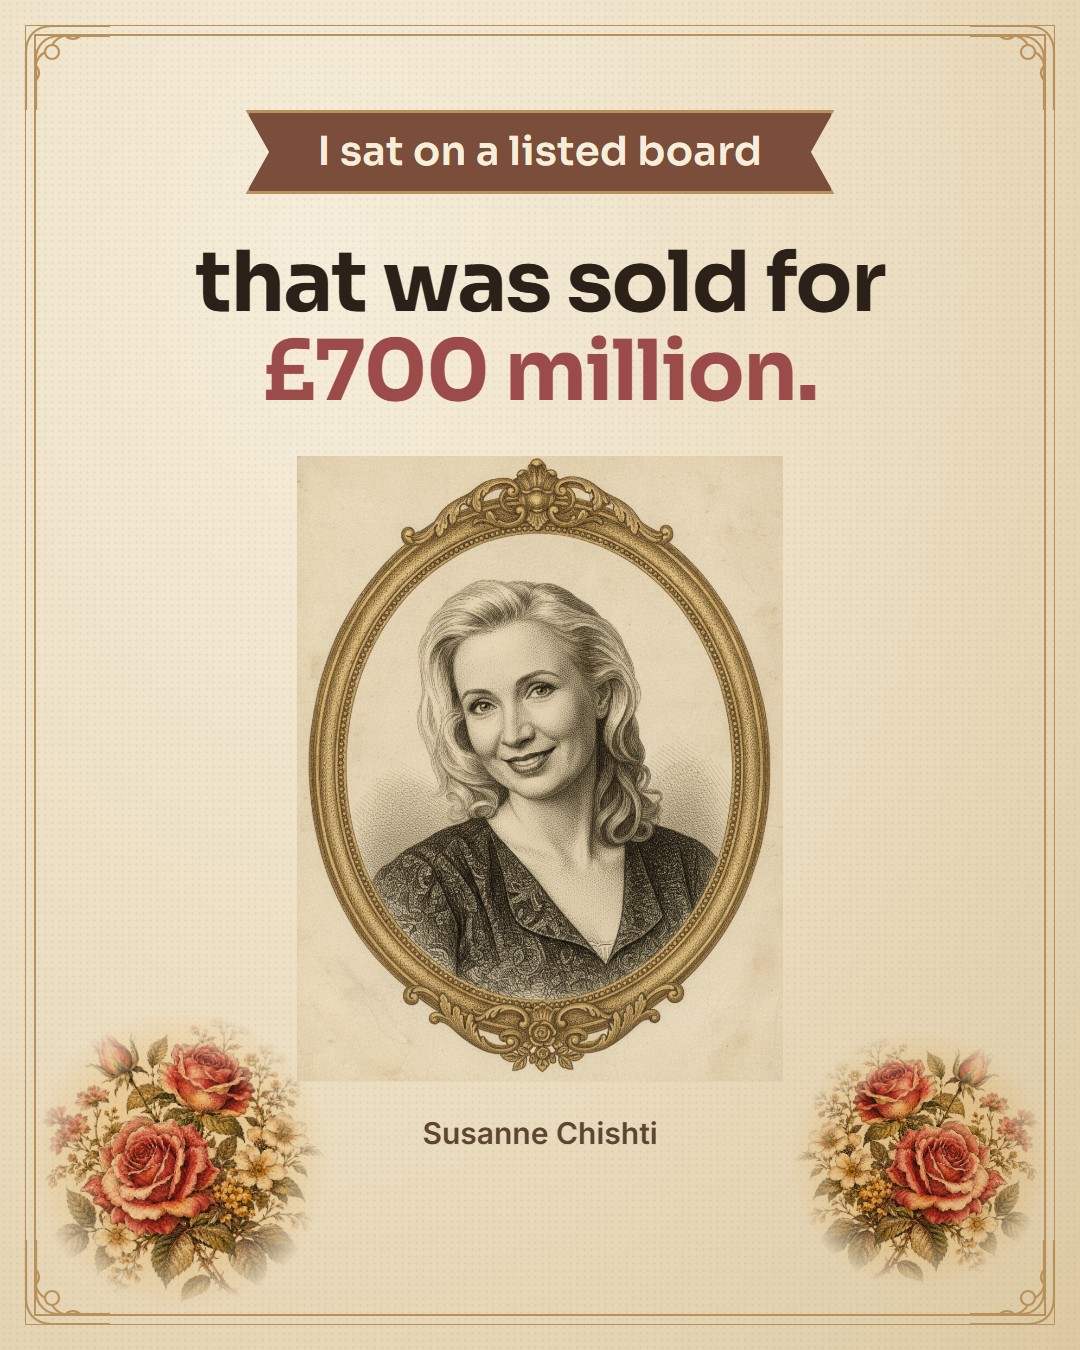 I sat on a listed board
that was sold for
£700 million.
Susanne Chishti